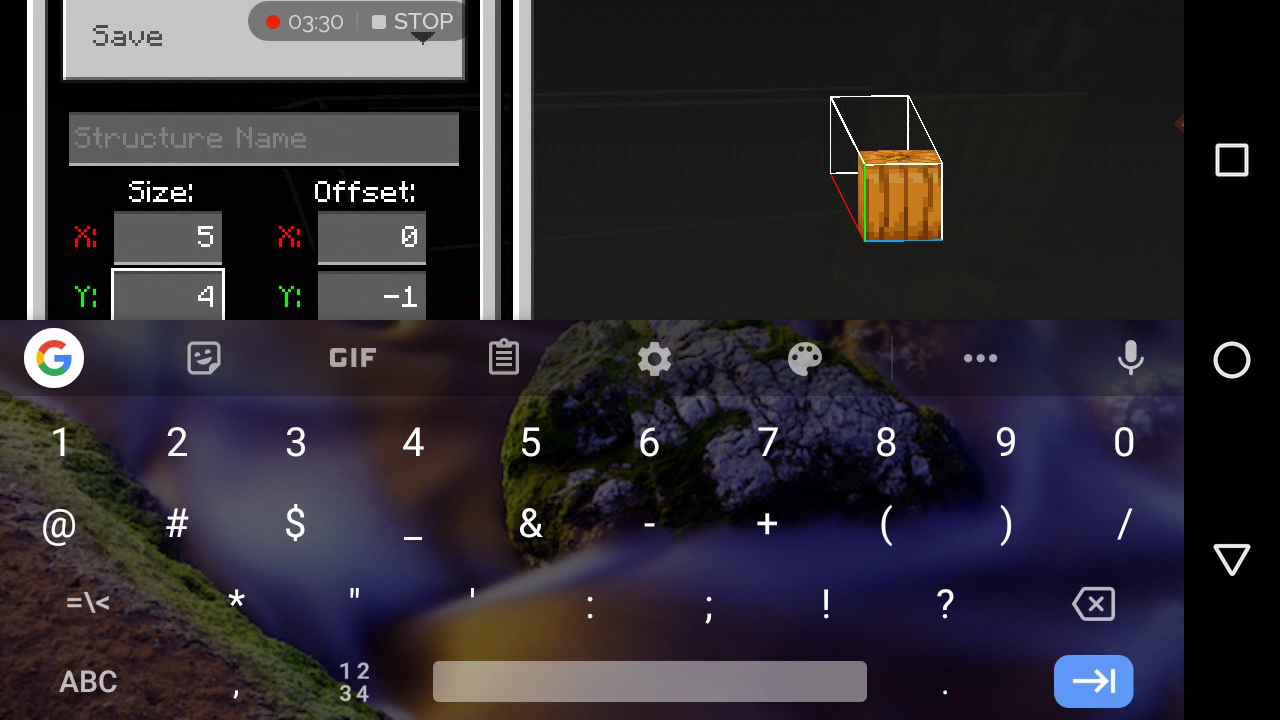 03:30 STOP
Save
Structure Name
Size: Offset:
X: 5 X: 0
Y: 4 Y: -1
G GIF
1 2 3 4 5 6 7 8 9 0
@ # $ _ & - + ( ) /
=\< * " ' : ; ! ?
ABC , 12 34 .